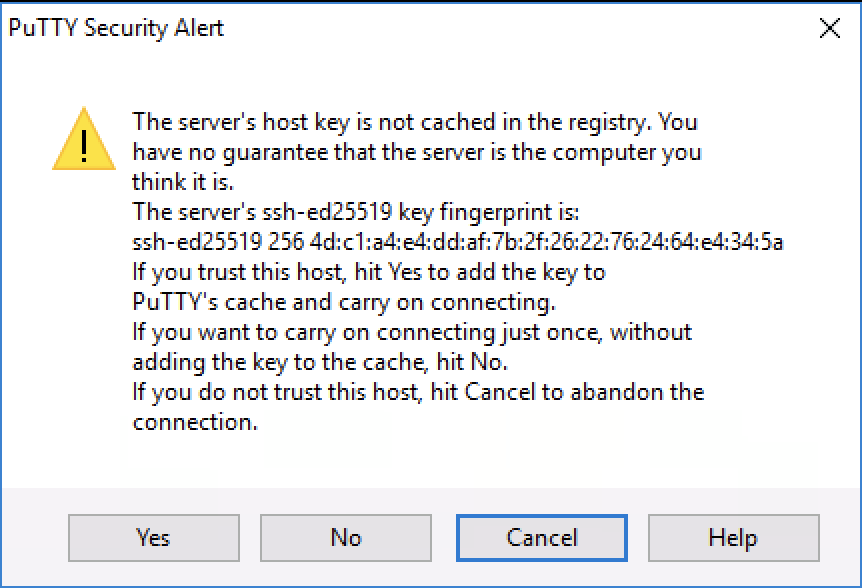 PuTTY Security Alert
The server's host key is not cached in the registry. You
have no guarantee that the server is the computer you
think it is.
The server's ssh-ed25519 key fingerprint is:
ssh-ed25519 256 4d:c1:a4:e4:dd:af:7b:2f:26:22:76:24:64:e4:34:5a
If you trust this host, hit Yes to add the key to
PuTTY's cache and carry on connecting.
If you want to carry on connecting just once, without
adding the key to the cache, hit No.
If you do not trust this host, hit Cancel to abandon the
connection.
Yes No Cancel Help